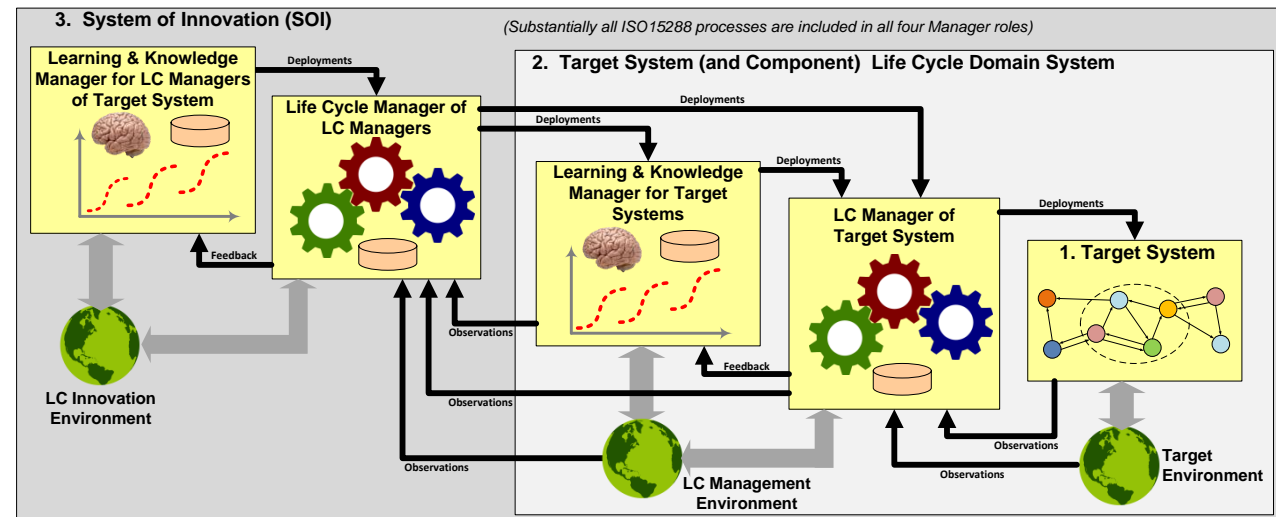 3. System of Innovation (SOI)
(Substantially all ISO15288 processes are included in all four Manager roles)
Learning & Knowledge
Manager for LC Managers
of Target System
Deployments
2. Target System (and Component) Life Cycle Domain System
Life Cycle Manager of
LC Managers
Deployments
Deployments
Learning & Knowledge
Manager for Target
Systems
Deployments
LC Manager of
Target System
Deployments
1. Target System
Feedback
Observations
Feedback
Observations
LC Innovation
Environment
Observations
LC Management
Environment
Observations
Observations
Target
Environment